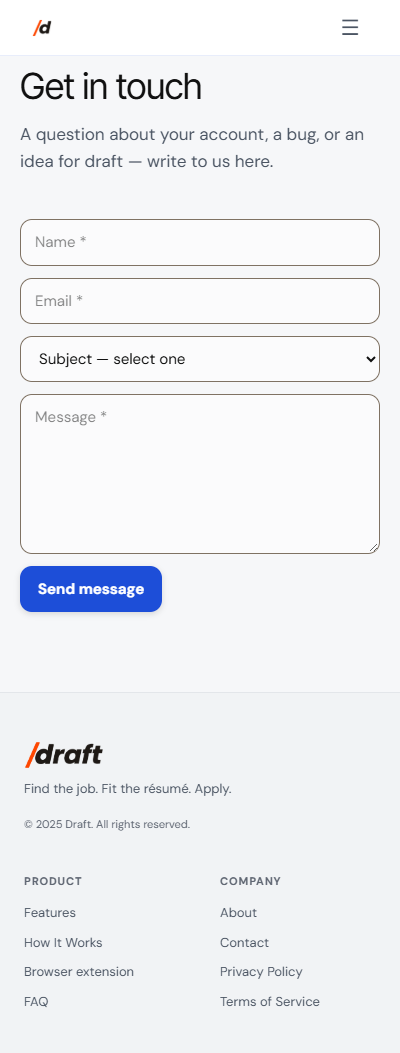 /d
Get in touch
A question about your account, a bug, or an
idea for draft — write to us here.
Name *
Email *
Subject — select one
Message *
Send message
/draft
Find the job. Fit the résumé. Apply.
© 2025 Draft. All rights reserved.
PRODUCT
Features
How It Works
Browser extension
FAQ
COMPANY
About
Contact
Privacy Policy
Terms of Service